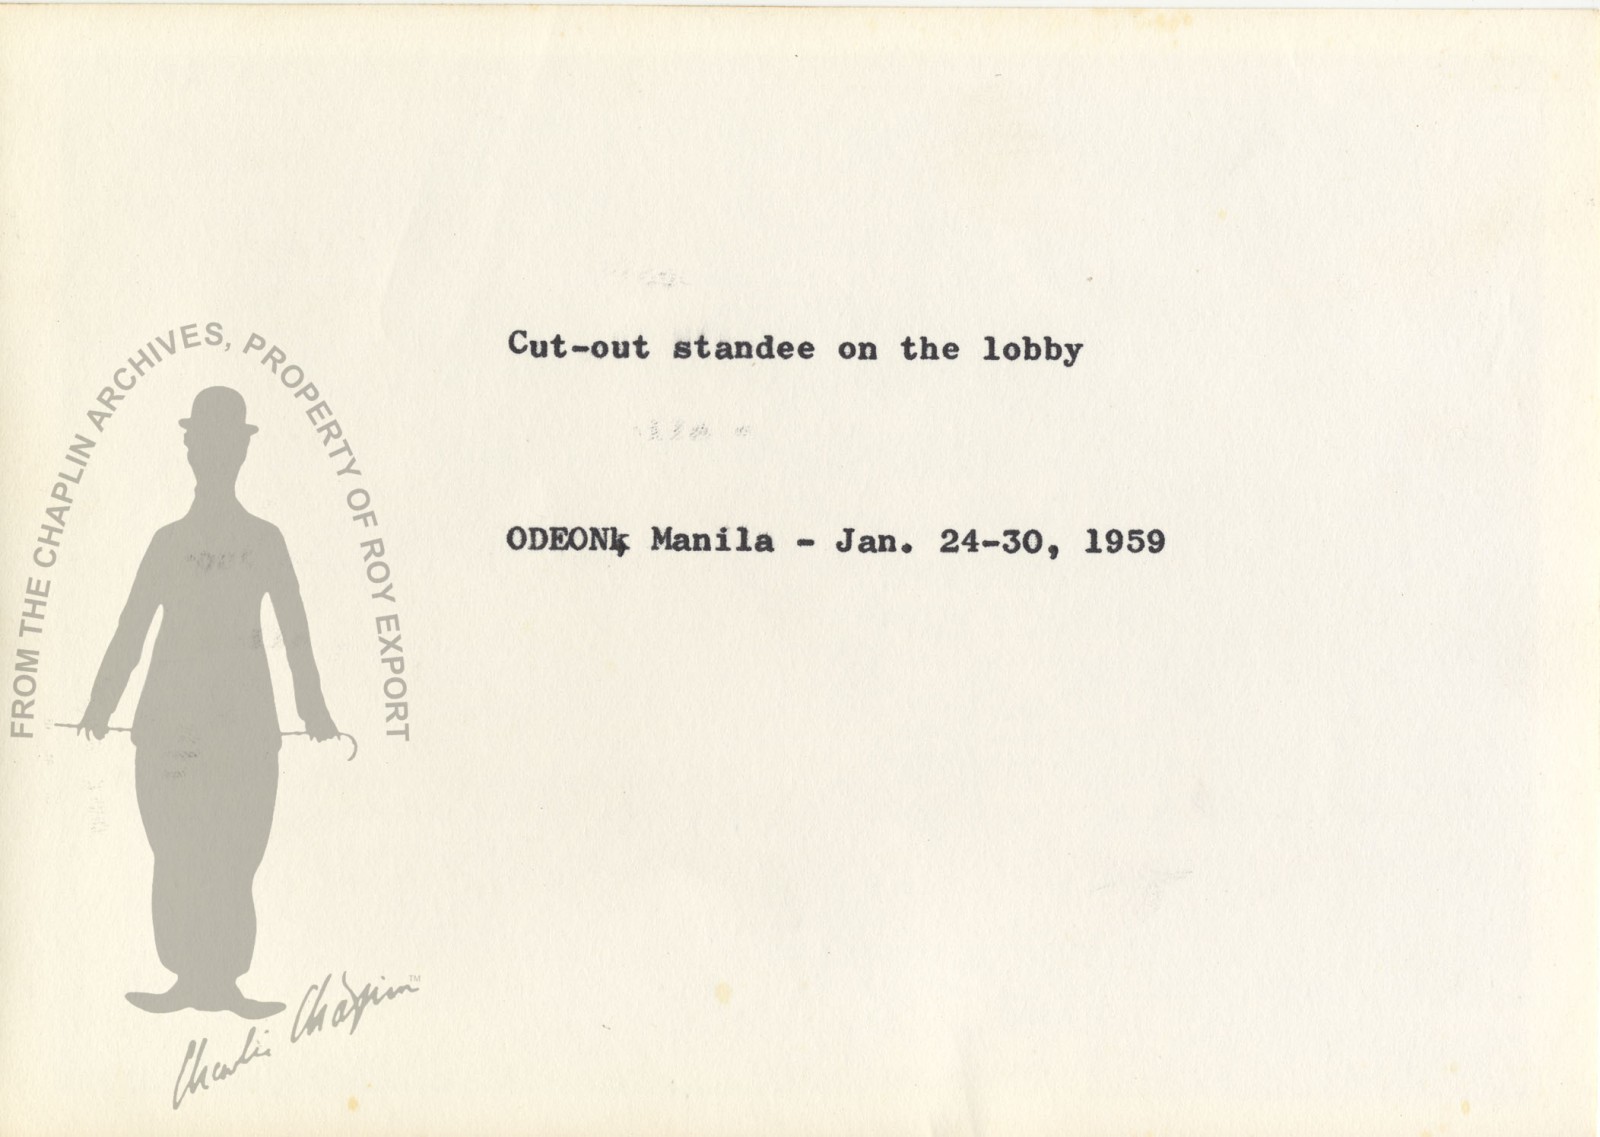 FROM THE CHAPLIN ARCHIVES, PROPERTY OF ROY EXPORT
Cut-out standee on the lobby
ODEON, Manila - Jan. 24-30, 1959
Charlie Chaplin™